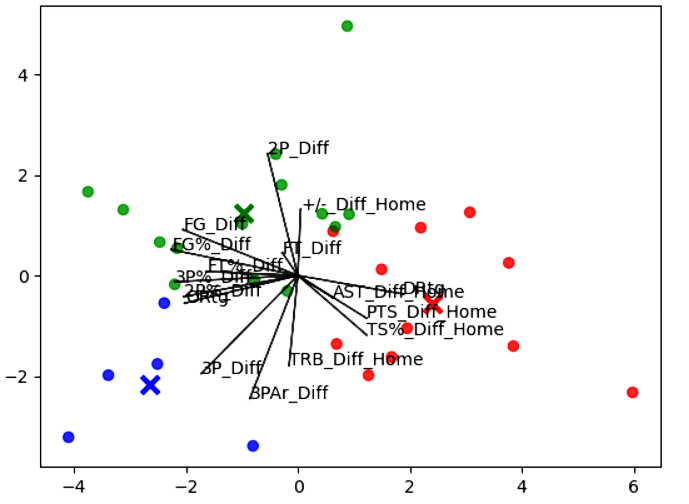 4
2
0
−2
2P_Diff
+/-_Diff_Home
FG_Diff
FG%_Diff
FT_Diff
FT%_Diff
3P%_Diff
2P%_Diff
ORtg
DRtg
AST_Diff_Home
PTS_Diff_Home
TS%_Diff_Home
TRB_Diff_Home
3P_Diff
3PAr_Diff
−4 −2 0 2 4 6